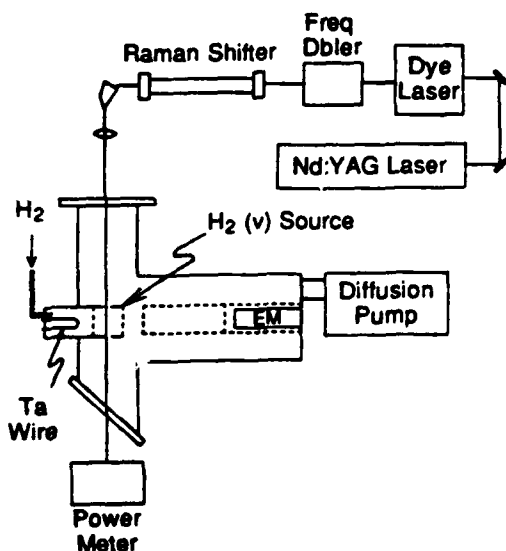 Freq
Dbler
Raman Shifter
Dye
Laser
Nd:YAG Laser
H2
H2 (v) Source
Diffusion
Pump
EM
Ta
Wire
Power
Meter